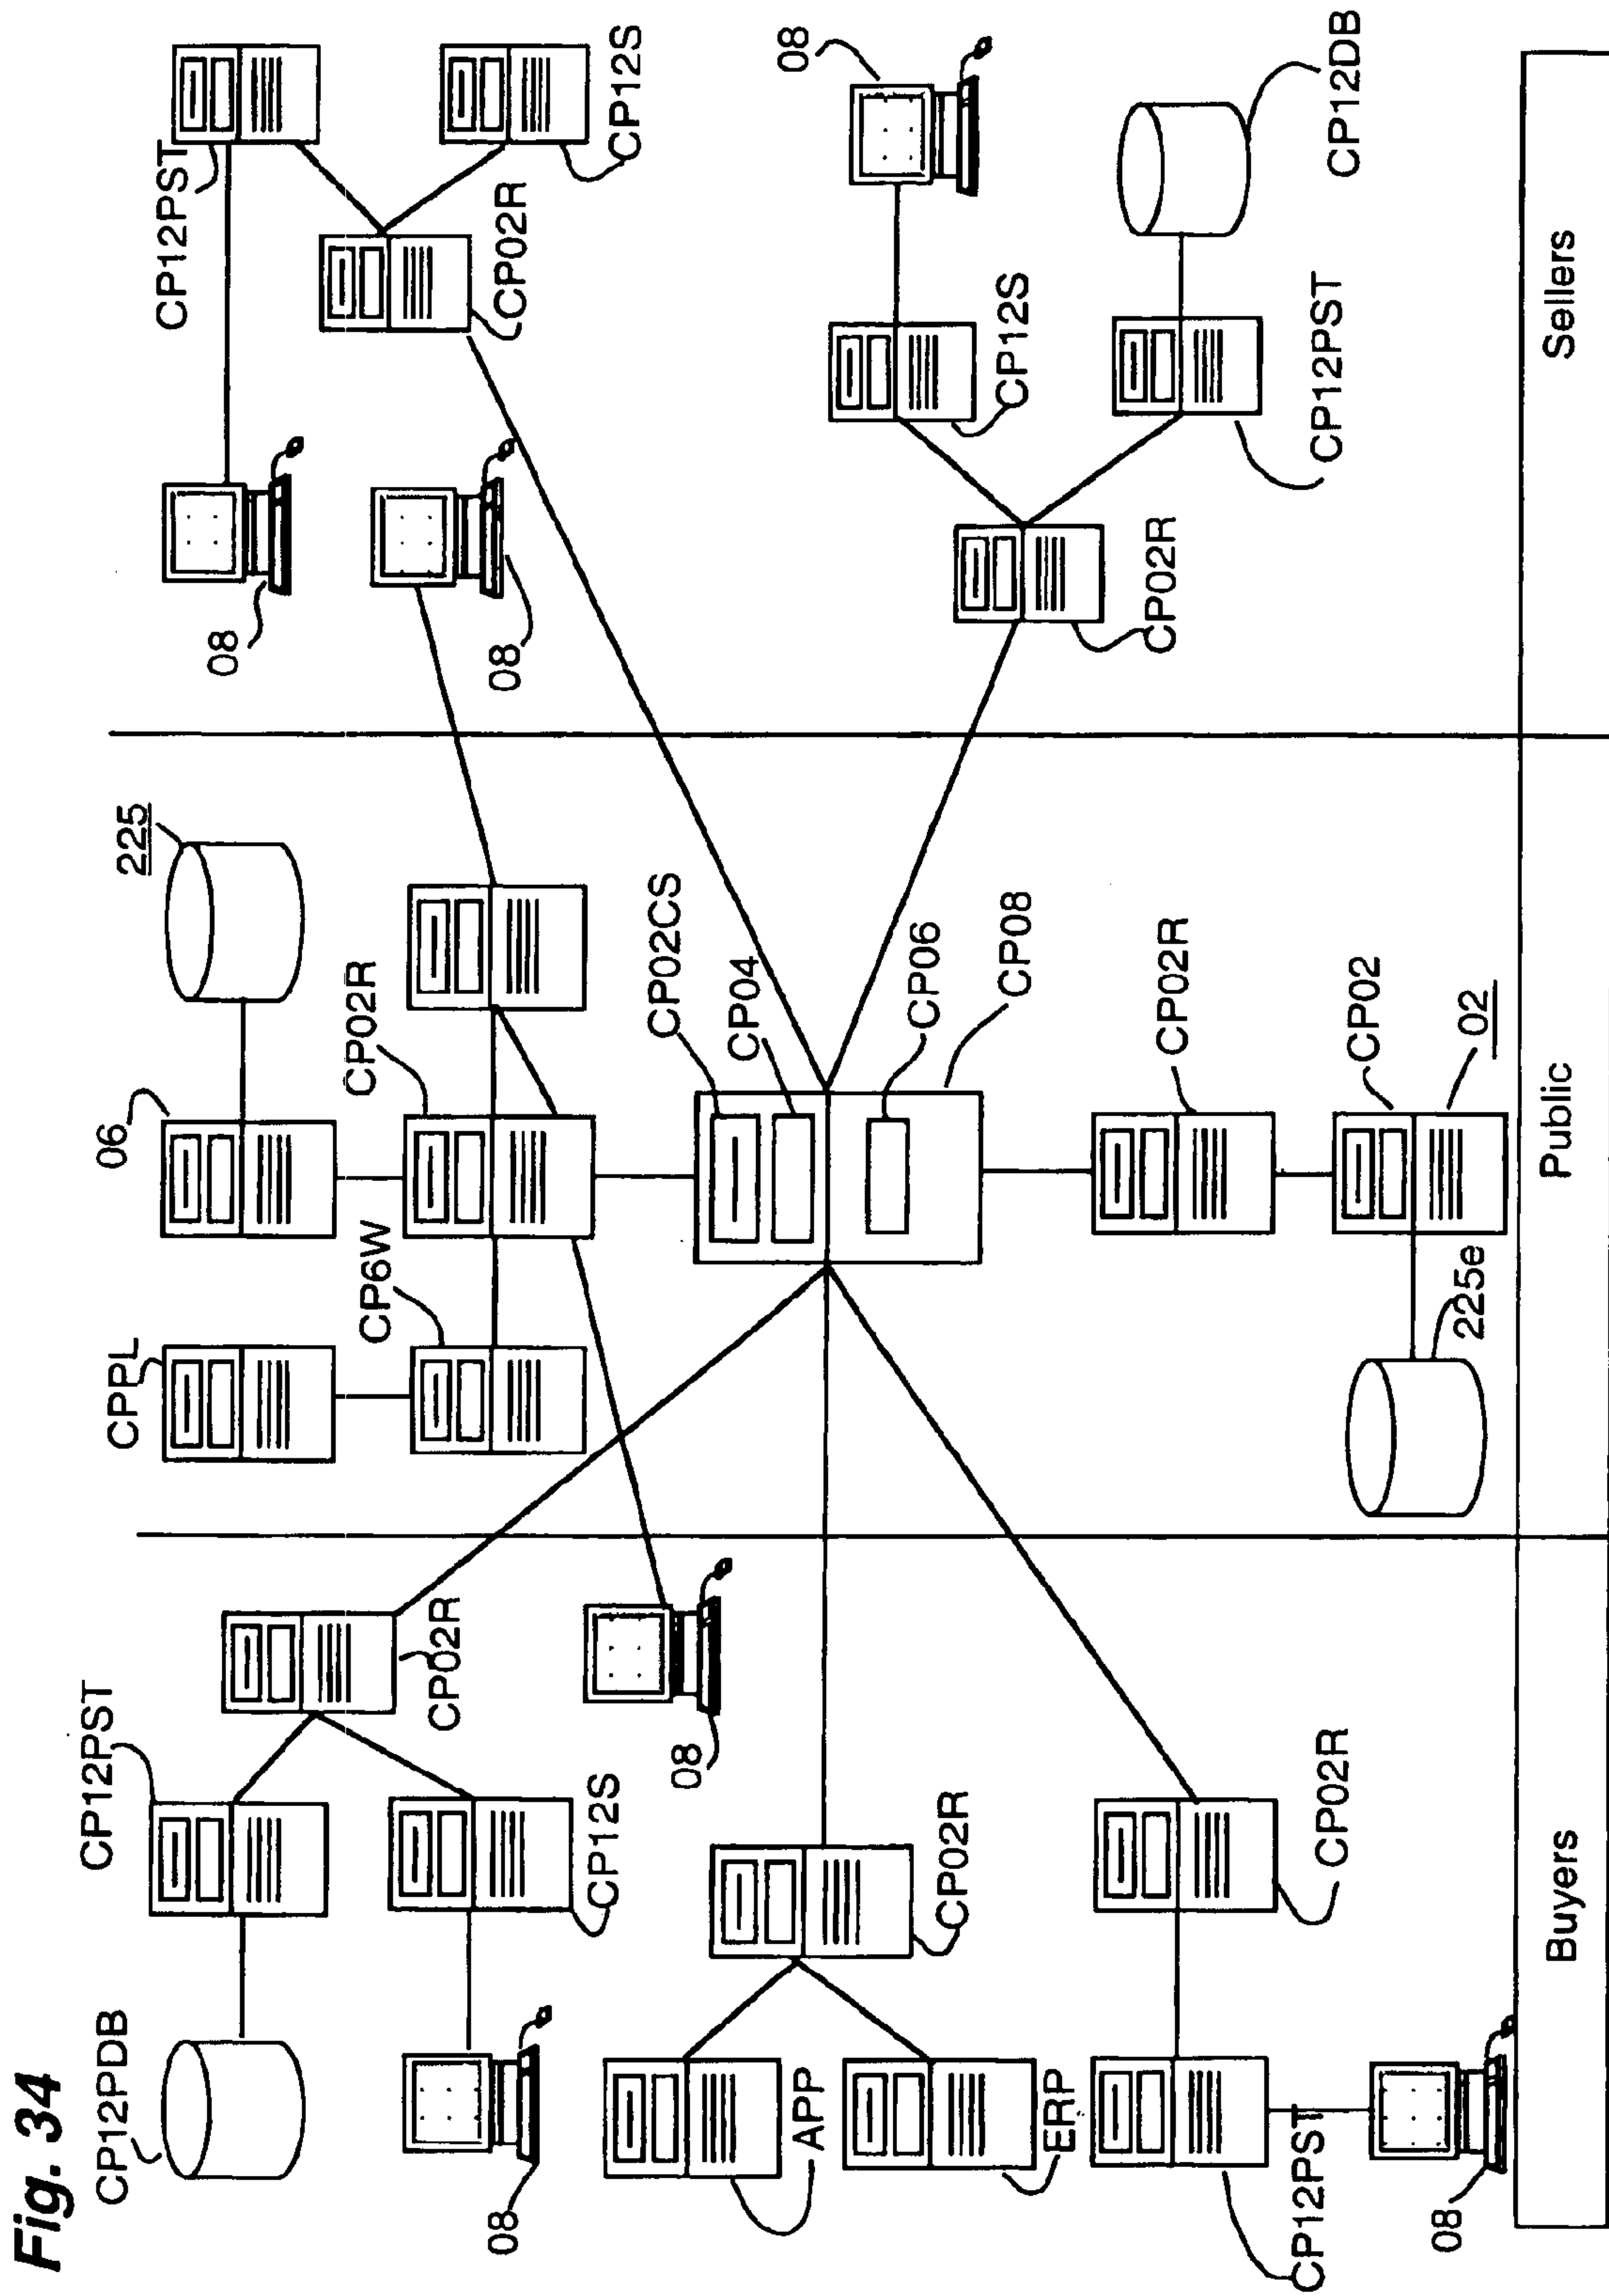 Fig. 34
CP12PDB
CP12PST
CP02R
08
CP12S
08
APP
CP02R
ERP
CP12PST
CP02R
08
CPPL
06
225
CP6W
CP02R
CP02CS
CP04
CP06
CP08
CP02R
CP02
02
225e
08
CP12PST
08
CP02R
CP12S
08
CP12S
CP02R
CP12PST
CP12DB
Buyers
Public
Sellers